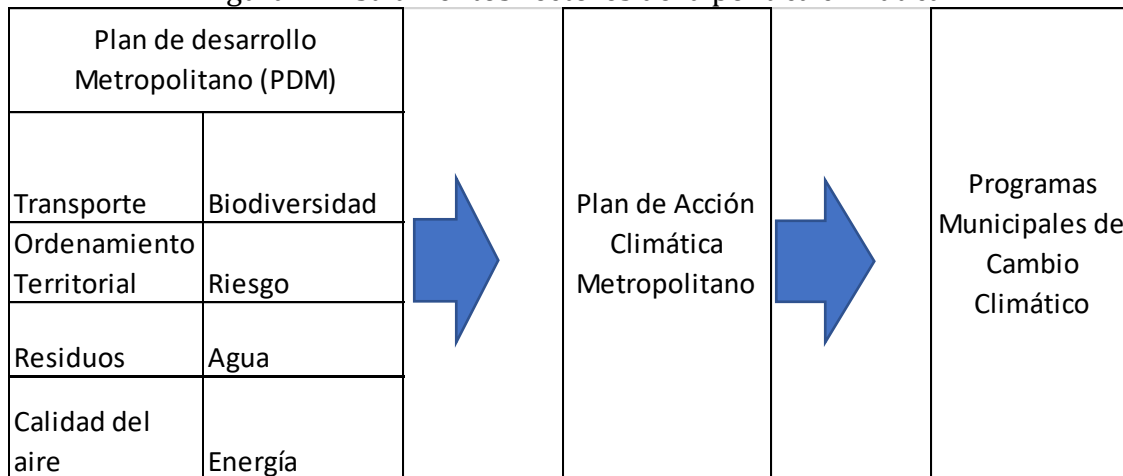 Plan de desarrollo
Metropolitano (PDM)
Transporte
Biodiversidad
Ordenamiento
Territorial
Riesgo
Residuos
Agua
Calidad del
aire
Energía
Plan de Acción
Climática
Metropolitano
Programas
Municipales de
Cambio
Climático